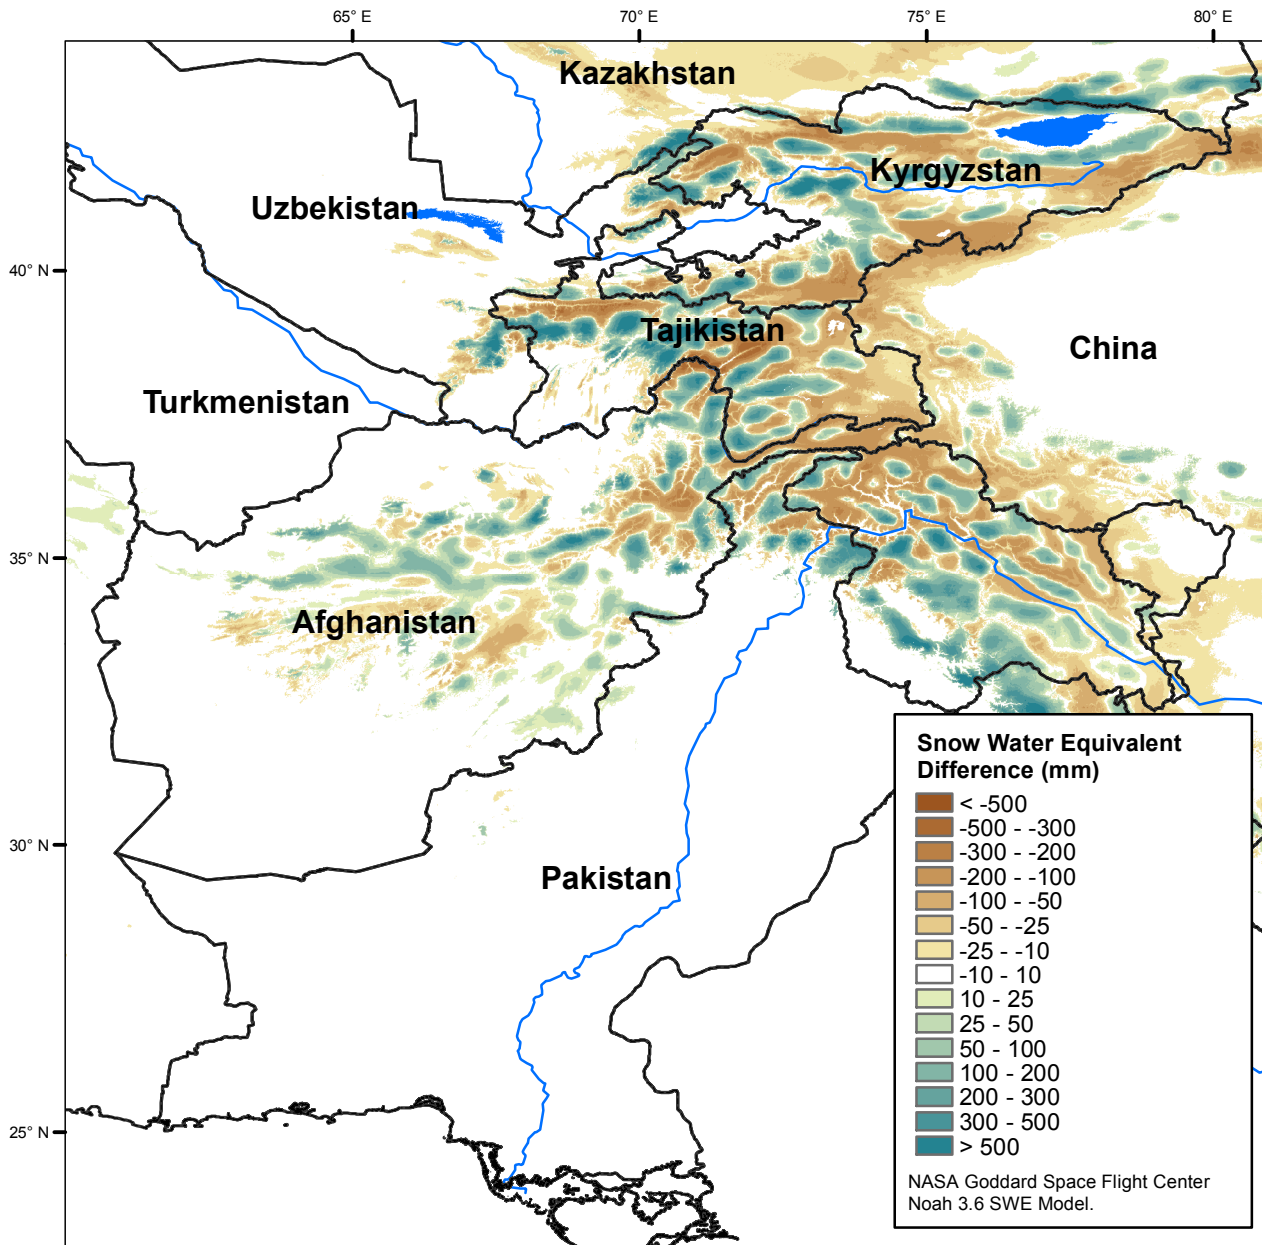 65° E
70° E
75° E
80° E
Kazakhstan
Kyrgyzstan
Uzbekistan
40° N
Tajikistan
China
Turkmenistan
35° N
Afghanistan
30° N
Pakistan
25° N
Snow Water Equivalent
Difference (mm)
< -500
-500 - -300
-300 - -200
-200 - -100
-100 - -50
-50 - -25
-25 - -10
-10 - 10
10 - 25
25 - 50
50 - 100
100 - 200
200 - 300
300 - 500
> 500
NASA Goddard Space Flight Center
Noah 3.6 SWE Model.